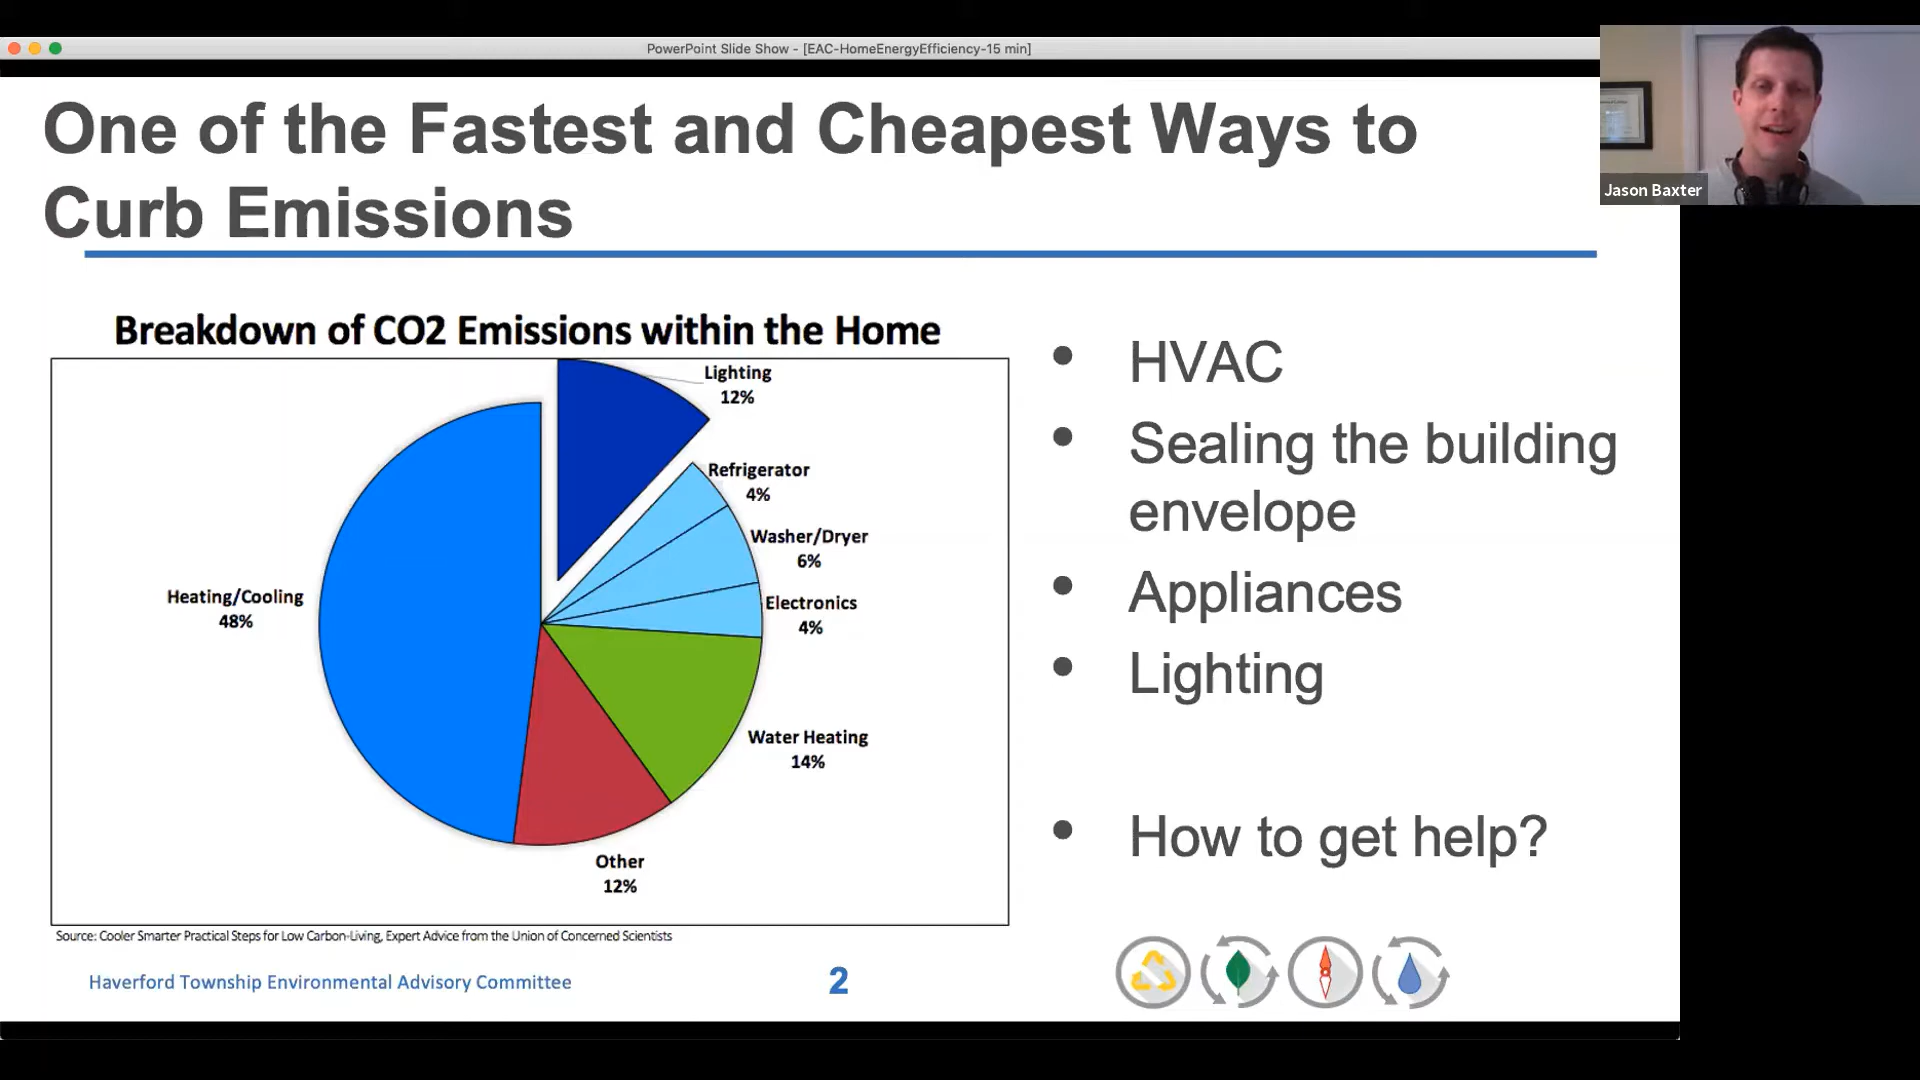 PowerPoint Slide Show - [EAC-HomeEnergyEfficiency-15 min]
Jason Baxter
One of the Fastest and Cheapest Ways to
Curb Emissions
Breakdown of CO2 Emissions within the Home
Lighting
12%
Refrigerator
4%
Washer/Dryer
6%
Electronics
4%
Heating/Cooling
48%
Water Heating
14%
Other
12%
Source: Cooler Smarter Practical Steps for Low Carbon-Living, Expert Advice from the Union of Concerned Scientists
• HVAC
• Sealing the building
envelope
• Appliances
• Lighting
• How to get help?
Haverford Township Environmental Advisory Committee
2